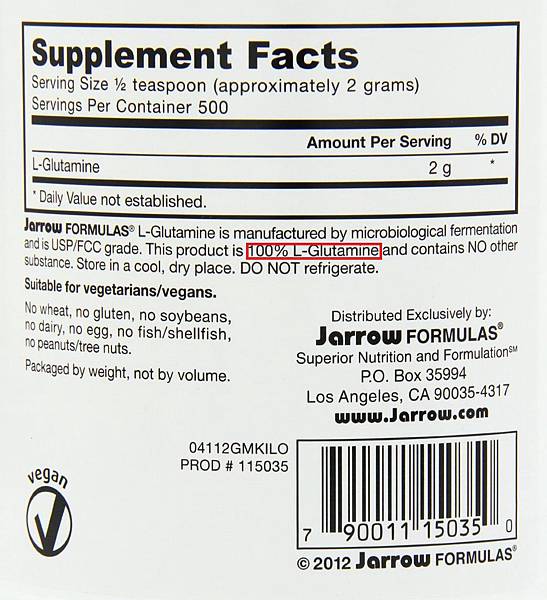 Supplement Facts
Serving Size ½ teaspoon (approximately 2 grams)
Servings Per Container 500
Amount Per Serving % DV
L-Glutamine 2 g *
* Daily Value not established.
Jarrow FORMULAS® L-Glutamine is manufactured by microbiological fermentation
and is USP/FCC grade. This product is 100% L-Glutamine and contains NO other
substance. Store in a cool, dry place. DO NOT refrigerate.
Suitable for vegetarians/vegans.
No wheat, no gluten, no soybeans,
no dairy, no egg, no fish/shellfish,
no peanuts/tree nuts.
Packaged by weight, not by volume.
Distributed Exclusively by:
Jarrow FORMULAS®
Superior Nutrition and Formulation℠
P.O. Box 35994
Los Angeles, CA 90035-4317
www.Jarrow.com
04112GMKILO
PROD # 115035
vegan
7 90011 15035 0
© 2012 Jarrow FORMULAS®